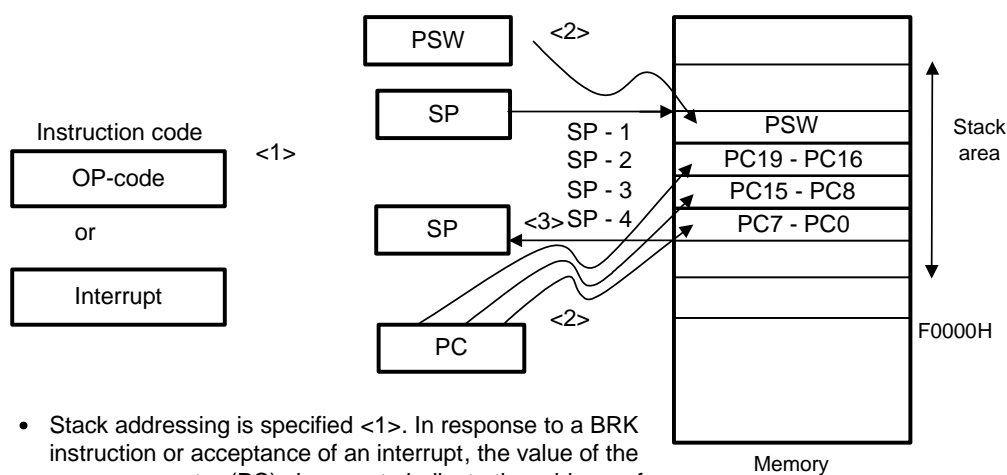 PSW
<2>
SP
SP - 1
PSW
Stack
area
Instruction code
<1>
SP - 2
PC19 - PC16
OP-code
SP - 3
PC15 - PC8
or
SP
<3>
SP - 4
PC7 - PC0
Interrupt
<2>
F0000H
PC
• Stack addressing is specified <1>. In response to a BRK
instruction or acceptance of an interrupt, the value of the
Memory